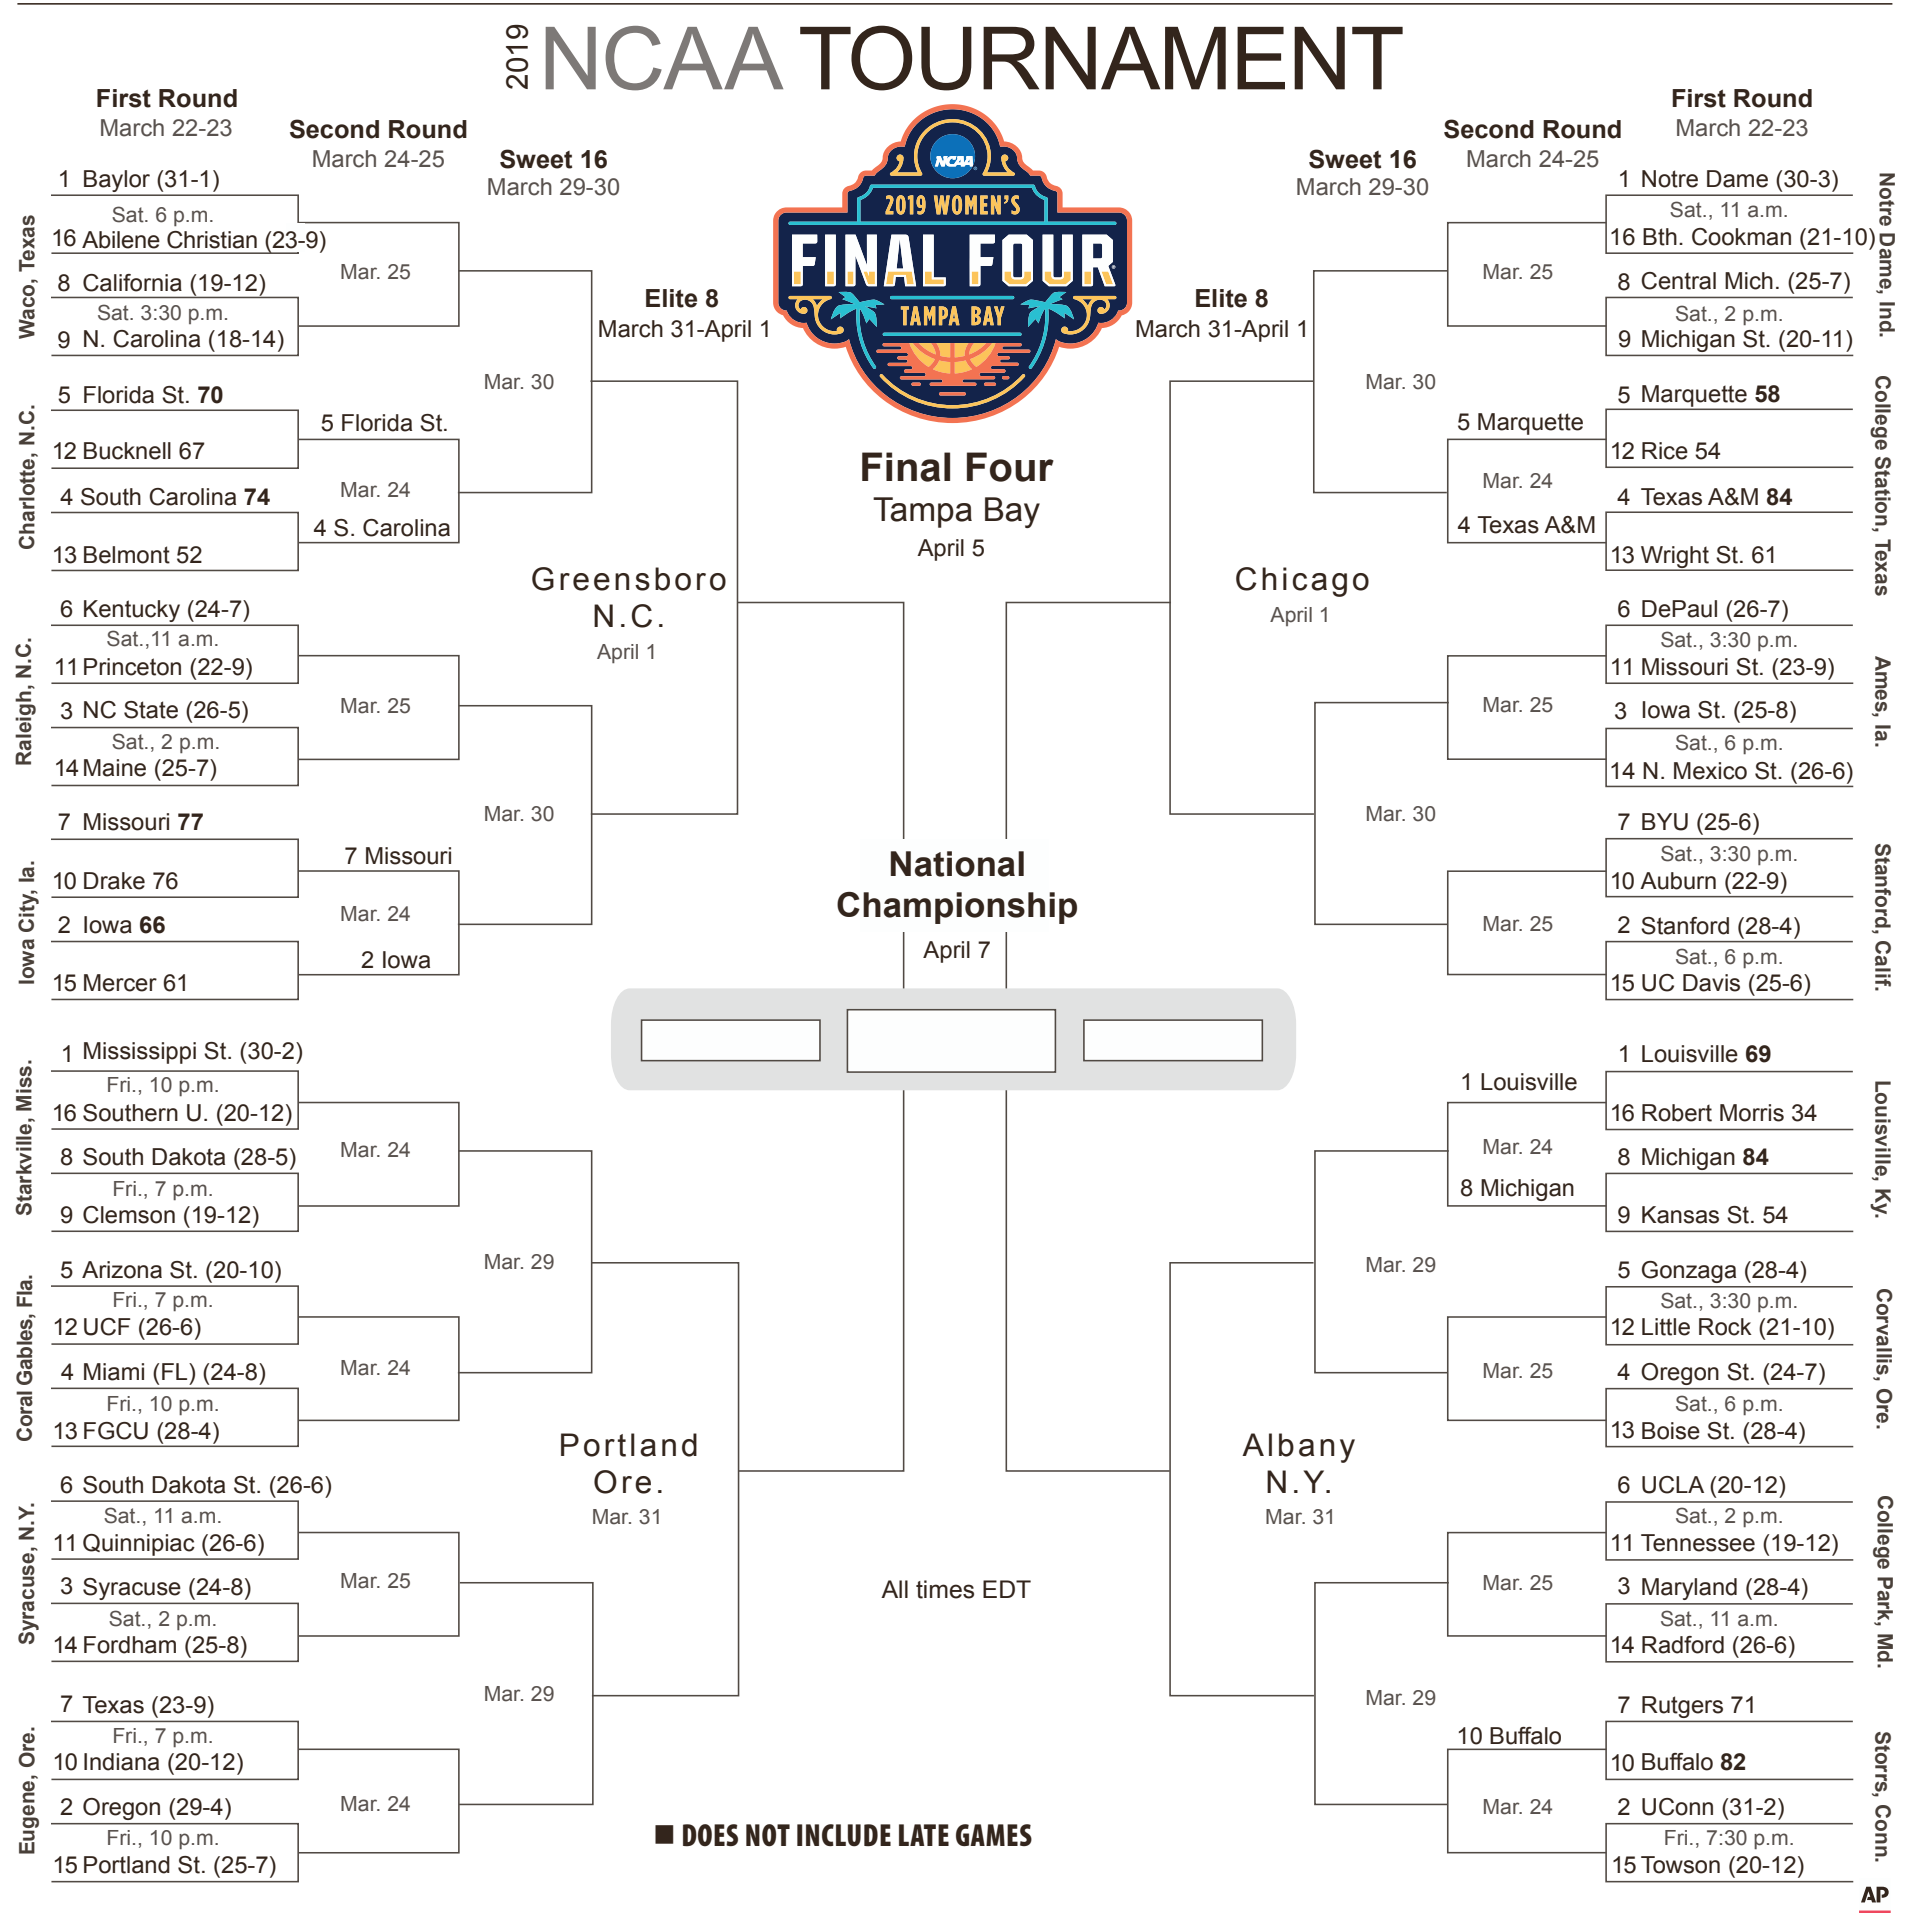 2019 NCAA TOURNAMENT
First Round
March 22-23
Second Round
March 24-25
Sweet 16
March 29-30
Elite 8
March 31-April 1
NCAA
2019 WOMEN'S
FINAL FOUR
TAMPA BAY
Sweet 16
March 29-30
Second Round
March 24-25
First Round
March 22-23
Elite 8
March 31-April 1
Waco, Texas
1 Baylor (31-1)
Sat. 6 p.m.
16 Abilene Christian (23-9)
8 California (19-12)
Sat. 3:30 p.m.
9 N. Carolina (18-14)
Mar. 25
Charlotte, N.C.
5 Florida St. 70
12 Bucknell 67
4 South Carolina 74
13 Belmont 52
5 Florida St.
Mar. 24
4 S. Carolina
Mar. 30
Raleigh, N.C.
6 Kentucky (24-7)
Sat.,11 a.m.
11 Princeton (22-9)
3 NC State (26-5)
Sat., 2 p.m.
14 Maine (25-7)
Mar. 25
Iowa City, Ia.
7 Missouri 77
10 Drake 76
2 Iowa 66
15 Mercer 61
7 Missouri
Mar. 24
2 Iowa
Mar. 30
Greensboro
N.C.
April 1
Starkville, Miss.
1 Mississippi St. (30-2)
Fri., 10 p.m.
16 Southern U. (20-12)
8 South Dakota (28-5)
Fri., 7 p.m.
9 Clemson (19-12)
Mar. 24
Coral Gables, Fla.
5 Arizona St. (20-10)
Fri., 7 p.m.
12 UCF (26-6)
4 Miami (FL) (24-8)
Fri., 10 p.m.
13 FGCU (28-4)
Mar. 24
Mar. 29
Syracuse, N.Y.
6 South Dakota St. (26-6)
Sat., 11 a.m.
11 Quinnipiac (26-6)
3 Syracuse (24-8)
Sat., 2 p.m.
14 Fordham (25-8)
Mar. 25
Eugene, Ore.
7 Texas (23-9)
Fri., 7 p.m.
10 Indiana (20-12)
2 Oregon (29-4)
Fri., 10 p.m.
15 Portland St. (25-7)
Mar. 24
Mar. 29
Portland
Ore.
Mar. 31
Final Four
Tampa Bay
April 5
National
Championship
April 7
All times EDT
■ DOES NOT INCLUDE LATE GAMES
Notre Dame, Ind.
1 Notre Dame (30-3)
Sat., 11 a.m.
16 Bth. Cookman (21-10)
8 Central Mich. (25-7)
Sat., 2 p.m.
9 Michigan St. (20-11)
Mar. 25
College Station, Texas
5 Marquette 58
12 Rice 54
4 Texas A&M 84
13 Wright St. 61
5 Marquette
Mar. 24
4 Texas A&M
Mar. 30
Ames, Ia.
6 DePaul (26-7)
Sat., 3:30 p.m.
11 Missouri St. (23-9)
3 Iowa St. (25-8)
Sat., 6 p.m.
14 N. Mexico St. (26-6)
Mar. 25
Stanford, Calif.
7 BYU (25-6)
Sat., 3:30 p.m.
10 Auburn (22-9)
2 Stanford (28-4)
Sat., 6 p.m.
15 UC Davis (25-6)
Mar. 25
Mar. 30
Chicago
April 1
Louisville, Ky.
1 Louisville 69
16 Robert Morris 34
8 Michigan 84
9 Kansas St. 54
1 Louisville
Mar. 24
8 Michigan
Corvallis, Ore.
5 Gonzaga (28-4)
Sat., 3:30 p.m.
12 Little Rock (21-10)
4 Oregon St. (24-7)
Sat., 6 p.m.
13 Boise St. (28-4)
Mar. 25
Mar. 29
College Park, Md.
6 UCLA (20-12)
Sat., 2 p.m.
11 Tennessee (19-12)
3 Maryland (28-4)
Sat., 11 a.m.
14 Radford (26-6)
Mar. 25
Storrs, Conn.
7 Rutgers 71
10 Buffalo 82
2 UConn (31-2)
Fri., 7:30 p.m.
15 Towson (20-12)
10 Buffalo
Mar. 24
Mar. 29
Albany
N.Y.
Mar. 31
AP